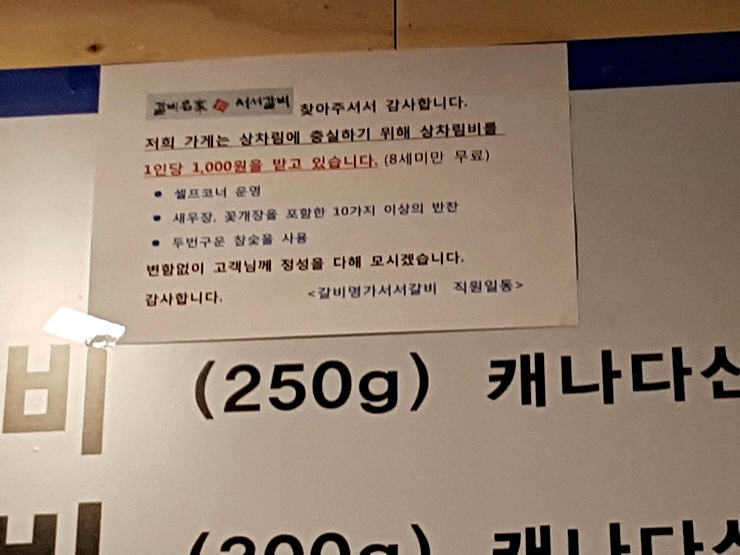 갈비名家 서서갈비 찾아주셔서 감사합니다.
저희 가게는 상차림에 충실하기 위해 상차림비를
1인당 1,000원을 받고 있습니다. (8세미만 무료)
• 셀프코너 운영
• 새우장, 꽃개장을 포함한 10가지 이상의 반찬
• 두번구운 참숯을 사용
변함없이 고객님께 정성을 다해 모시겠습니다.
감사합니다. <갈비명가서서갈비 직원일동>
비 (250g) 캐나다산
비 (200g) 캐나다